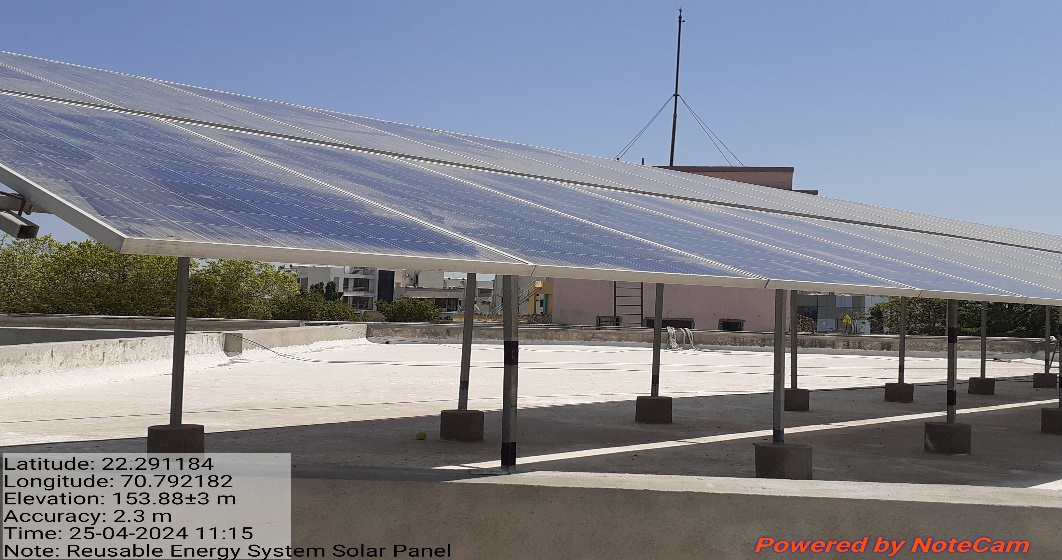 Latitude: 22.291184
Longitude: 70.792182
Elevation: 153.88±3 m
Accuracy: 2.3 m
Time: 25-04-2024 11:15
Note: Reusable Energy System Solar Panel
Powered by NoteCam